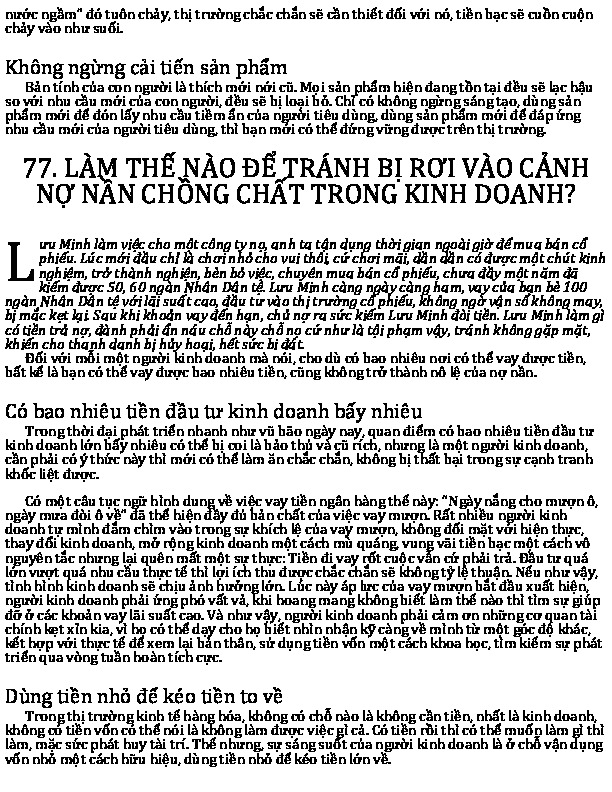 nước ngầm" đó tuôn chảy, thị trường chắc chắn sẽ cần thiết đối với nó, tiền bạc sẽ cuồn cuộn
chảy vào như suối.
Không ngừng cải tiến sản phẩm
Bản tính của con người là thích mới nới cũ. Mọi sản phẩm hiện đang tồn tại đều sẽ lạc hậu
so với nhu cầu mới của con người, đều sẽ bị loại bỏ. Chỉ có không ngừng sáng tạo, dùng sản
phẩm mới để đón lấy nhu cầu tiềm ẩn của người tiêu dùng, dùng sản phẩm mới để đáp ứng
nhu cầu mới của người tiêu dùng, thì bạn mới có thể đứng vững được trên thị trường.
77. LÀM THẾ NÀO ĐỂ TRÁNH BỊ RƠI VÀO CẢNH
NỢ NẦN CHỒNG CHẤT TRONG KINH DOANH?
Lưu Minh làm việc cho một công ty nọ, anh ta tận dụng thời gian ngoài giờ để mua bán cổ
phiếu. Lúc mới đầu chỉ là chơi nhỏ cho vui thôi, cứ chơi mãi, dần dần có được một chút kinh
nghiệm, trở thành nghiện, bèn bỏ việc, chuyên mua bán cổ phiếu, chưa đầy một năm đã
kiếm được 50, 60 ngàn Nhân Dân tệ. Lưu Minh càng ngày càng ham, vay của bạn bè 100
ngàn Nhân Dân tệ với lãi suất cao, đầu tư vào thị trường cổ phiếu, không ngờ vận số không may,
bị mắc kẹt lại. Sau khi khoản vay đến hạn, chủ nợ ra sức kiếm Lưu Minh đòi tiền. Lưu Minh làm gì
có tiền trả nợ, đành phải ẩn náu chỗ này chỗ nọ cứ như là tội phạm vậy, tránh không gặp mặt,
khiến cho thanh danh bị hủy hoại, hết sức bi đát.
Đối với mỗi một người kinh doanh mà nói, cho dù có bao nhiêu nơi có thể vay được tiền,
bất kể là bạn có thể vay được bao nhiêu tiền, cũng không trở thành nô lệ của nợ nần.
Có bao nhiêu tiền đầu tư kinh doanh bấy nhiêu
Trong thời đại phát triển nhanh như vũ bão ngày nay, quan điểm có bao nhiêu tiền đầu tư
kinh doanh lớn bấy nhiêu có thể bị coi là bảo thủ và cũ rích, nhưng là một người kinh doanh,
cần phải có ý thức này thì mới có thể làm ăn chắc chắn, không bị thất bại trong sự cạnh tranh
khốc liệt được.
Có một câu tục ngữ hình dung về việc vay tiền ngân hàng thế này: "Ngày nắng cho mượn ô,
ngày mưa đòi ô về" đã thể hiện đầy đủ bản chất của việc vay mượn. Rất nhiều người kinh
doanh tự mình đắm chìm vào trong sự khích lệ của vay mượn, không đối mặt với hiện thực,
thay đổi kinh doanh, mở rộng kinh doanh một cách mù quáng, vung vãi tiền bạc một cách vô
nguyên tắc nhưng lại quên mất một sự thực: Tiền đi vay rốt cuộc vẫn cứ phải trả. Đầu tư quá
lớn vượt quá nhu cầu thực tế thì lợi ích thu được chắc chắn sẽ không tỷ lệ thuận. Nếu như vậy,
tình hình kinh doanh sẽ chịu ảnh hưởng lớn. Lúc này áp lực của vay mượn bắt đầu xuất hiện,
người kinh doanh phải ứng phó vất vả, khi hoang mang không biết làm thế nào thì tìm sự giúp
đỡ ở các khoản vay lãi suất cao. Và như vậy, người kinh doanh phải cảm ơn những cơ quan tài
chính kẹt xỉn kia, vì họ có thể dạy cho họ biết nhìn nhận kỹ càng về mình từ một góc độ khác,
kết hợp với thực tế để xem lại bản thân, sử dụng tiền vốn một cách khoa học, tìm kiếm sự phát
triển qua vòng tuần hoàn tích cực.
Dùng tiền nhỏ để kéo tiền to về
Trong thị trường kinh tế hàng hóa, không có chỗ nào là không cần tiền, nhất là kinh doanh,
không có tiền vốn có thể nói là không làm được việc gì cả. Có tiền rồi thì có thể muốn làm gì thì
làm, mặc sức phát huy tài trí. Thế nhưng, sự sáng suốt của người kinh doanh là ở chỗ vận dụng
vốn nhỏ một cách hữu hiệu, dùng tiền nhỏ để kéo tiền lớn về.